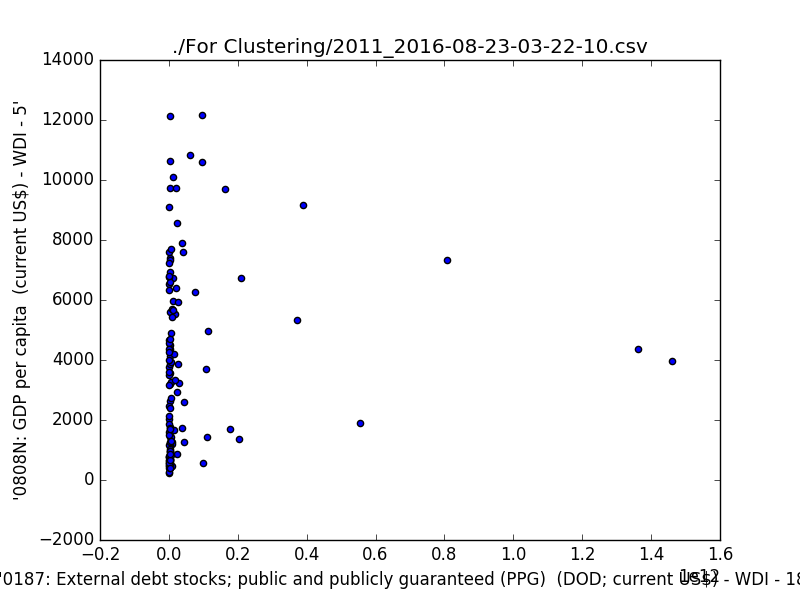 ./For Clustering/2011_2016-08-23-03-22-10.csv
14000
12000
10000
8000
6000
4000
2000
0
−2000
'0808N: GDP per capita (current US$) - WDI - 5'
−0.2 0.0 0.2 0.4 0.6 0.8 1.0 1.2 1.4 1.6
1e12
'0187: External debt stocks; public and publicly guaranteed (PPG) (DOD; current US$) - WDI - 18